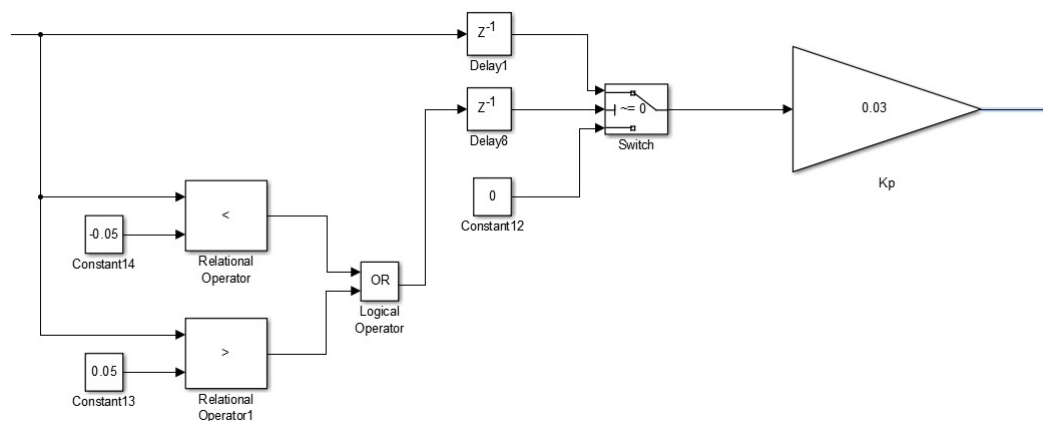 Z-1
Delay1
Z-1
Delay8
~= 0
Switch
0.03
Kp
0
Constant12
<
Relational
Operator
-0.05
Constant14
OR
Logical
Operator
>
Relational
Operator1
0.05
Constant13